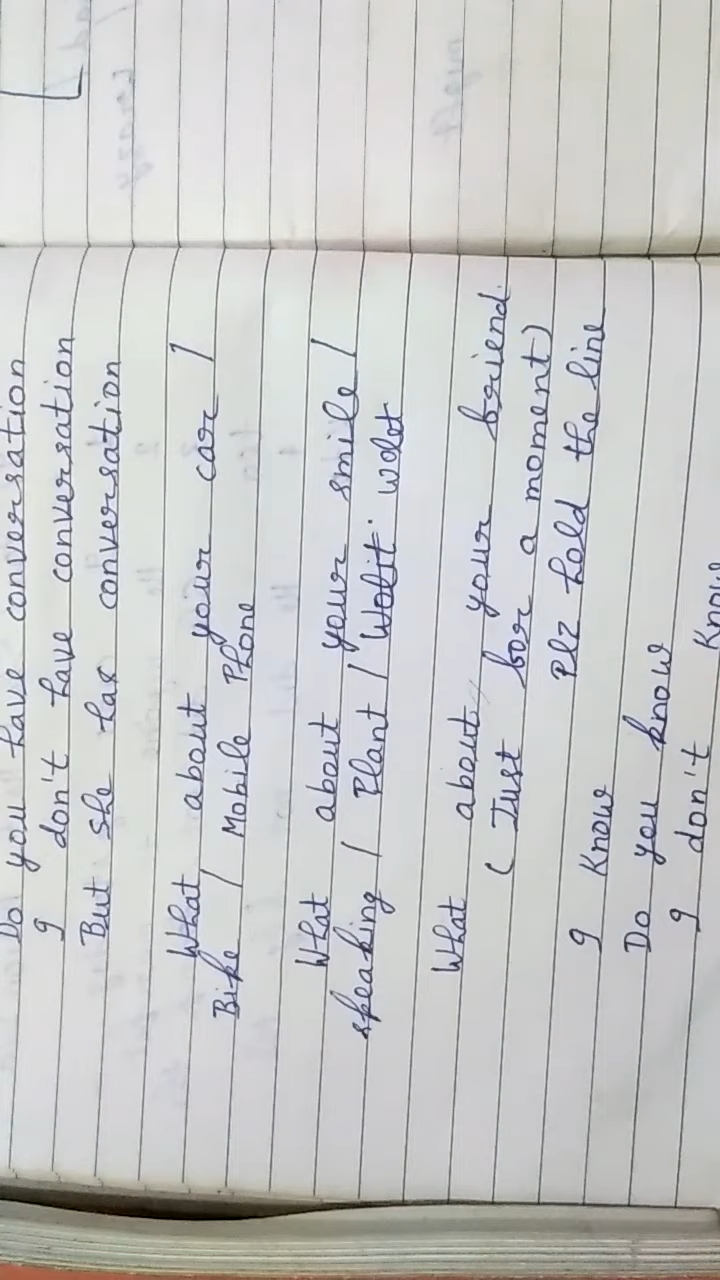 Do you have conversation
I don't have conversation
But she has conversation
What about your car /
Bike / Mobile Phone
What about your smile /
speaking / Plant /
What about your friend.
( Just for a moment )
Plz hold the line
I know
Do you know
I don't know